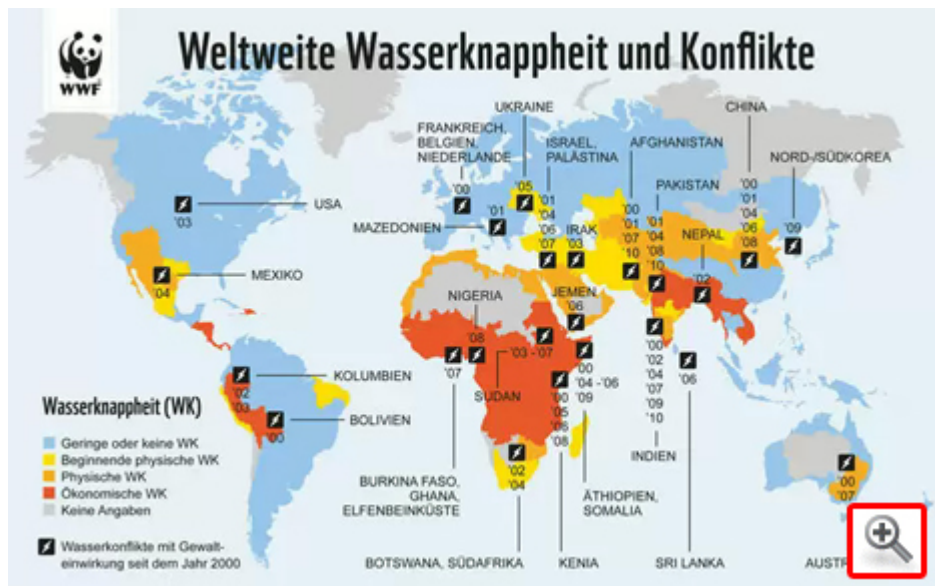 WWF
Weltweite Wasserknappheit und Konflikte
UKRAINE
CHINA
FRANKREICH,
BELGIEN,
NIEDERLANDE
ISRAEL,
PALÄSTINA
AFGHANISTAN
NORD-/SÜDKOREA
'00
'05
'01
'04
'06
'07
PAKISTAN
'00
'01
'04
'06
'08
'09
USA
'03
MAZEDONIEN
'01
IRAK
'03
'00
'01
'07
'10
'01
'04
'08
'10
NEPAL
'02
MEXIKO
'04
NIGERIA
'08
JEMEN
'06
'03 - '07
SUDAN
'07
'00
'04 - '06
'09
'00
'05
'06
'08
'00
'02
'04
'07
'09
'10
'06
KOLUMBIEN
'02
'03
BOLIVIEN
'00
INDIEN
Wasserknappheit (WK)
Geringe oder keine WK
Beginnende physische WK
Physische WK
Ökonomische WK
Keine Angaben
Wasserkonflikte mit Gewalt-
einwirkung seit dem Jahr 2000
BURKINA FASO,
GHANA,
ELFENBEINKÜSTE
'02
'04
ÄTHIOPIEN,
SOMALIA
'00
'07
BOTSWANA, SÜDAFRIKA
KENIA
SRI LANKA
AUSTR